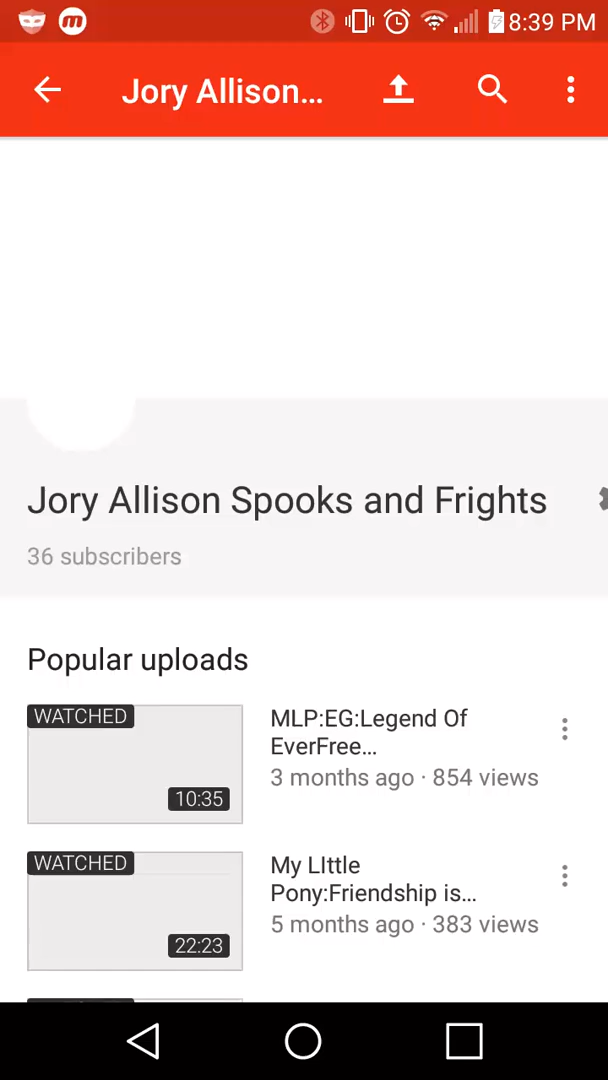 8:39 PM
Jory Allison...
Jory Allison Spooks and Frights
36 subscribers
Popular uploads
WATCHED
10:35
MLP:EG:Legend Of
EverFree...
3 months ago · 854 views
WATCHED
22:23
My LIttle
Pony:Friendship is...
5 months ago · 383 views